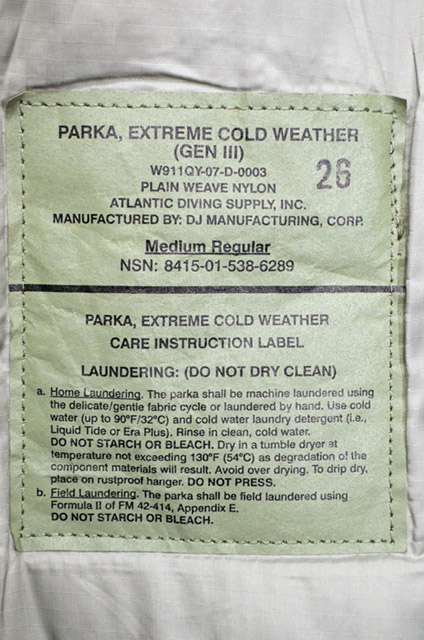 PARKA, EXTREME COLD WEATHER
(GEN III)
26
W911QY-07-D-0003
PLAIN WEAVE NYLON
ATLANTIC DIVING SUPPLY, INC.
MANUFACTURED BY: DJ MANUFACTURING, CORP.
Medium Regular
NSN: 8415-01-538-6289
PARKA, EXTREME COLD WEATHER
CARE INSTRUCTION LABEL
LAUNDERING: (DO NOT DRY CLEAN)
a. Home Laundering. The parka shall be machine laundered using
the delicate/gentle fabric cycle or laundered by hand. Use cold
water (up to 90°F/32°C) and cold water laundry detergent (i.e.,
Liquid Tide or Era Plus). Rinse in clean, cold water.
DO NOT STARCH OR BLEACH. Dry in a tumble dryer at
temperature not exceeding 130°F (54°C) as degradation of the
component materials will result. Avoid over drying. To drip dry,
place on rustproof hanger. DO NOT PRESS.
b. Field Laundering. The parka shall be field laundered using
Formula II of FM 42-414, Appendix E.
DO NOT STARCH OR BLEACH.